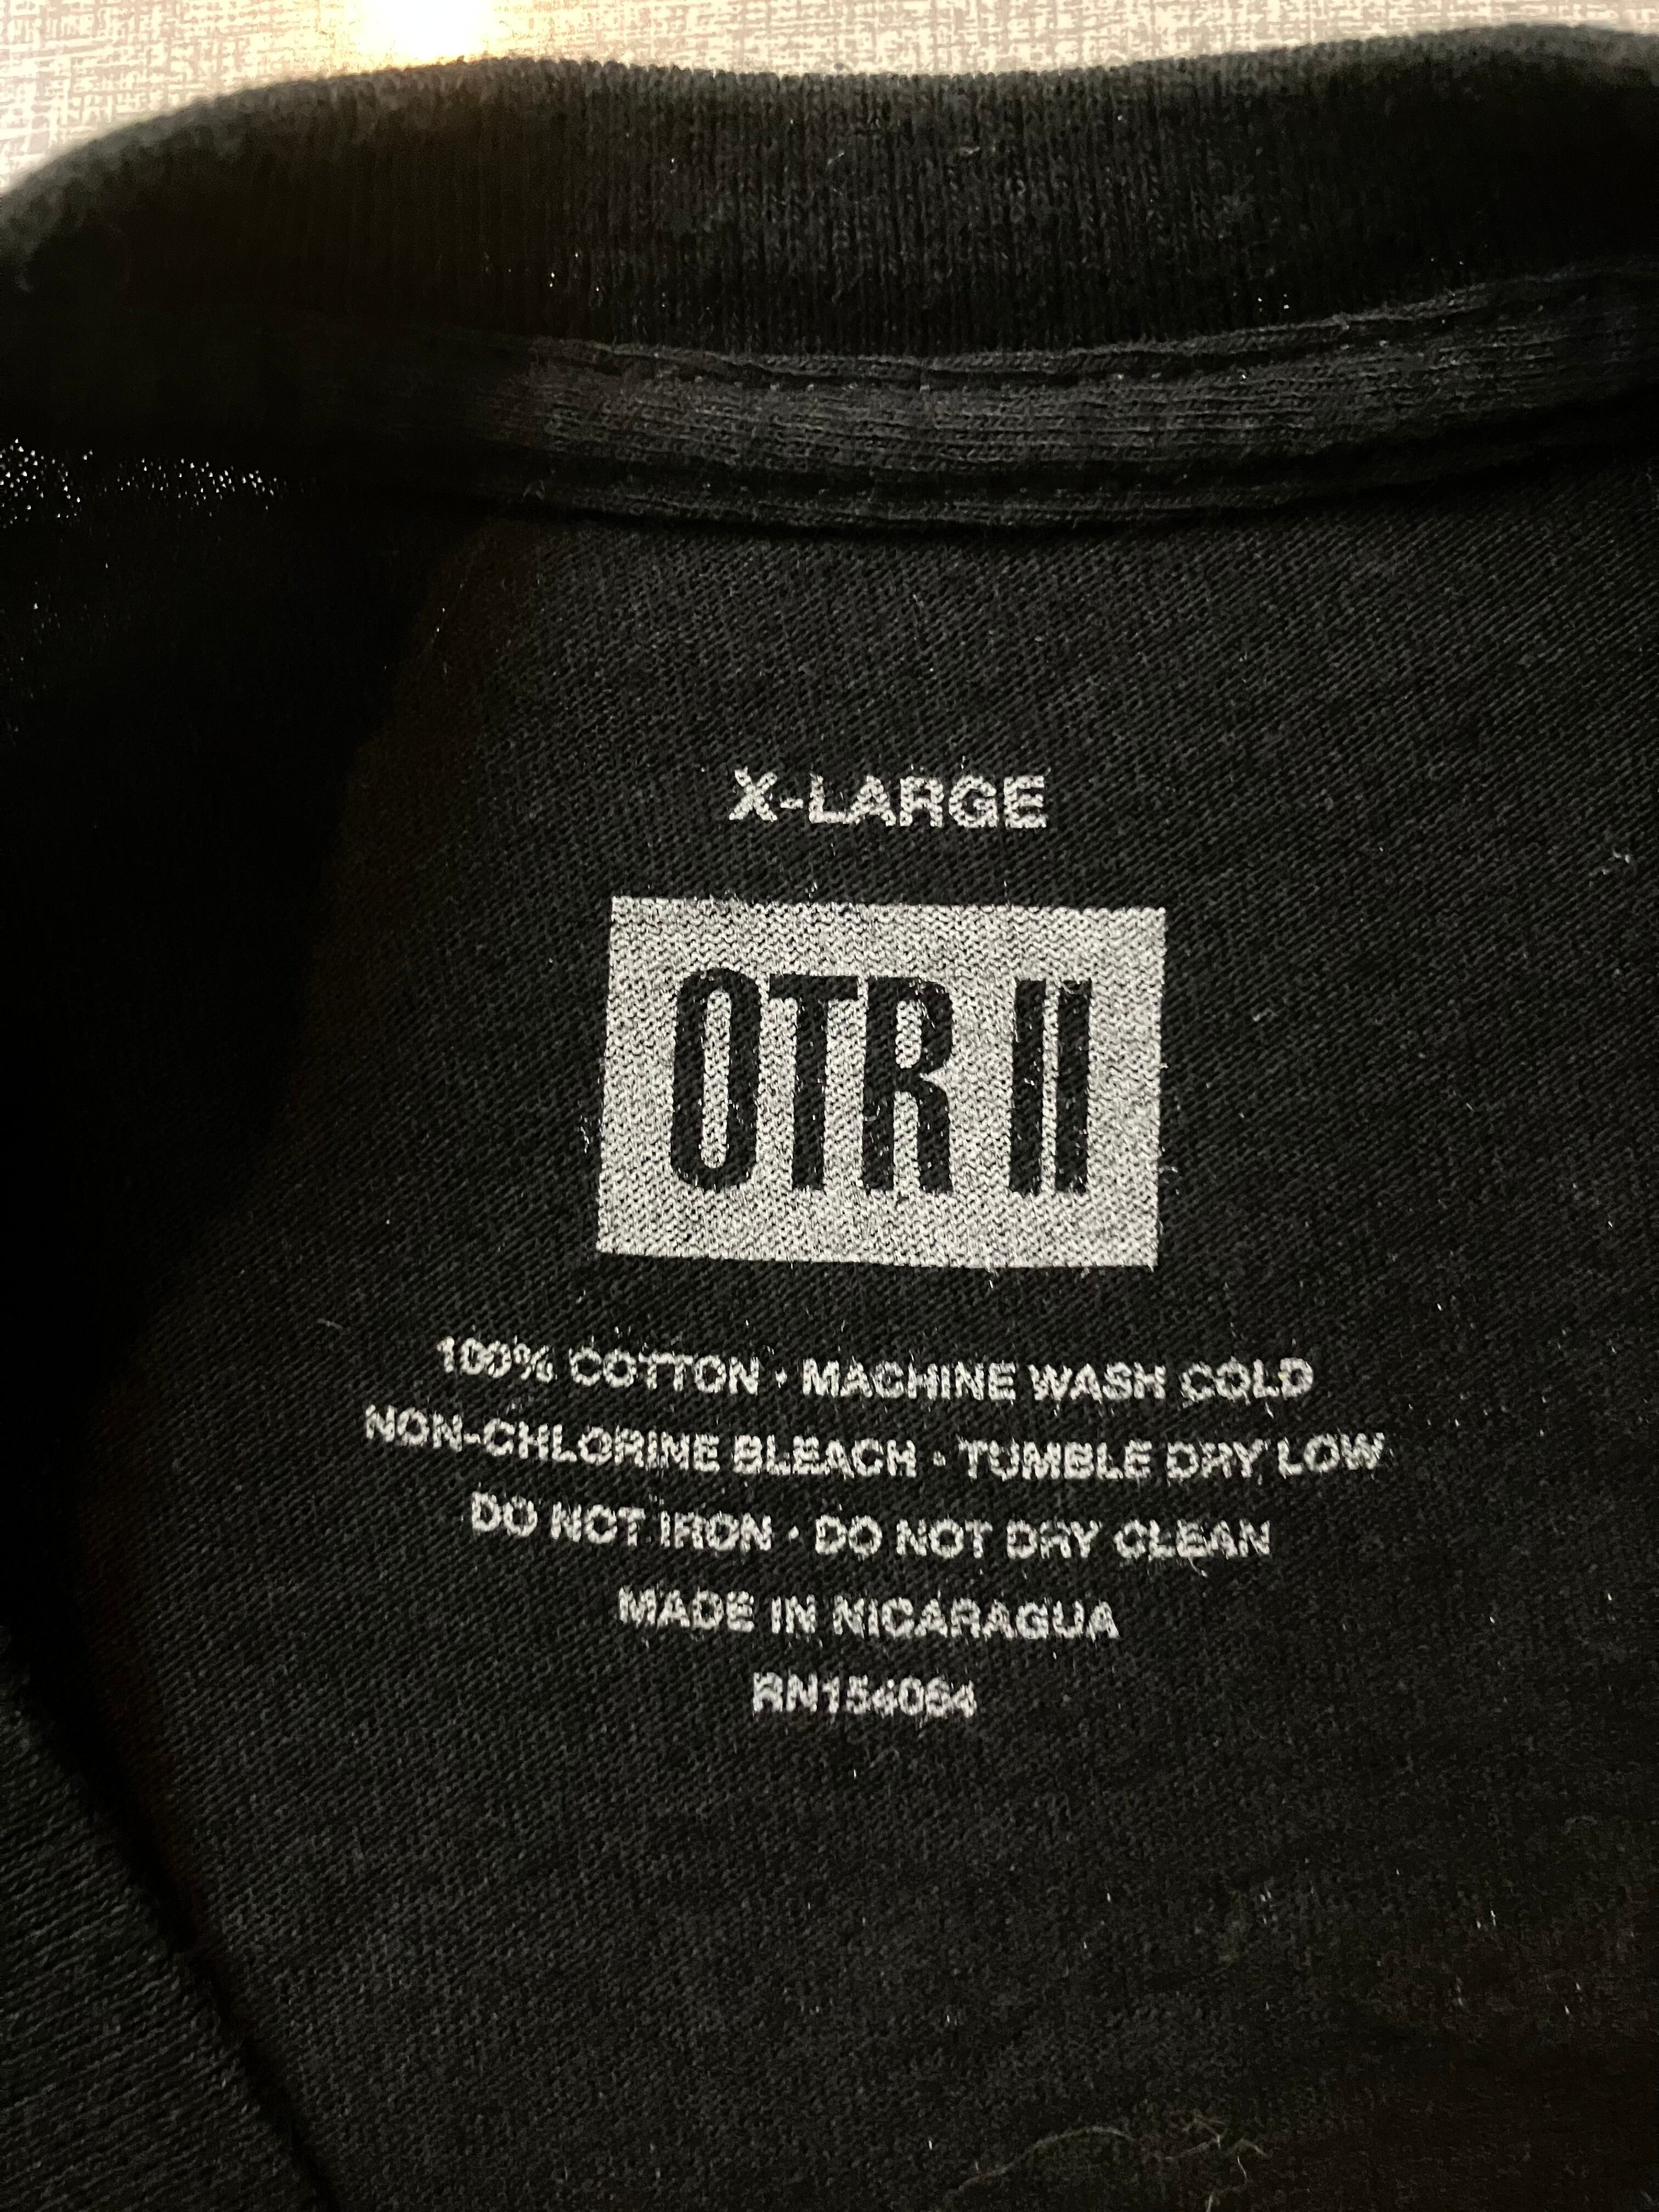 X-LARGE
OTR II
100% COTTON • MACHINE WASH COLD
NON-CHLORINE BLEACH • TUMBLE DRY LOW
DO NOT IRON • DO NOT DRY CLEAN
MADE IN NICARAGUA
RN154064